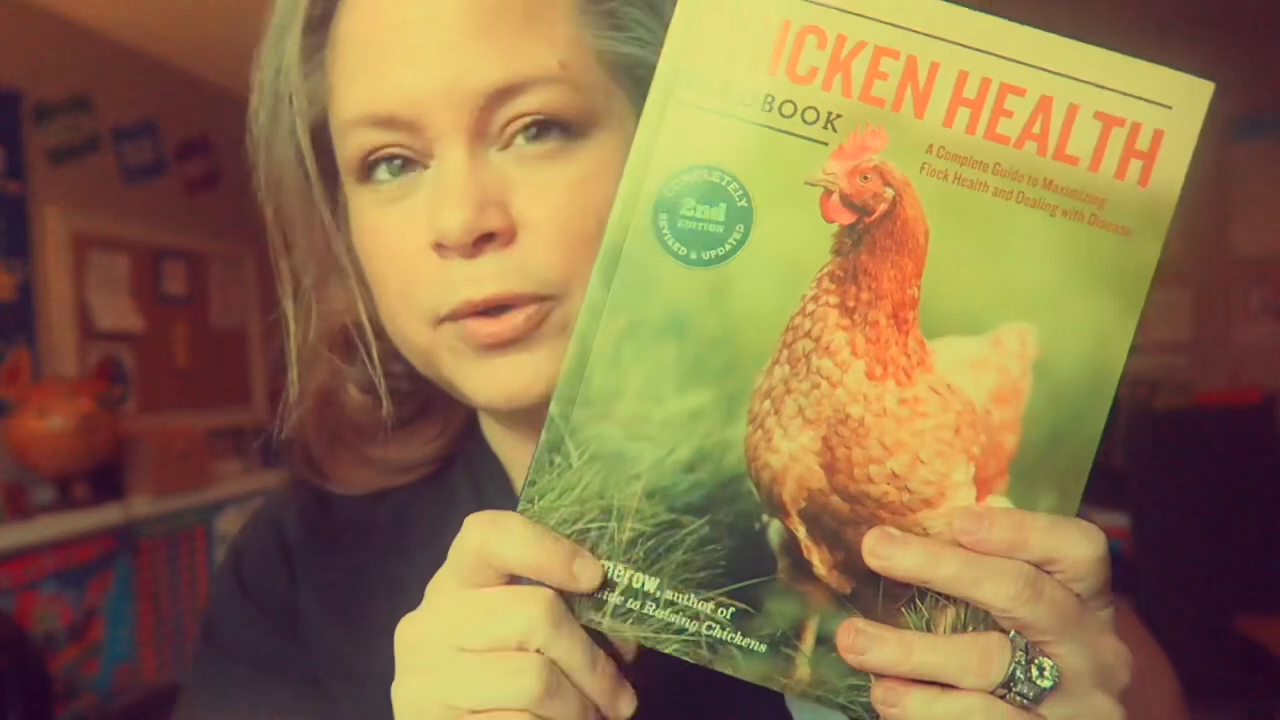 ICKEN HEALTH
BOOK
A Complete Guide to Maximizing
Flock Health and Dealing with Disease
COMPLETELY
2nd
EDITION
REVISED & UPDATED
merow, author of
ide to Raising Chickens